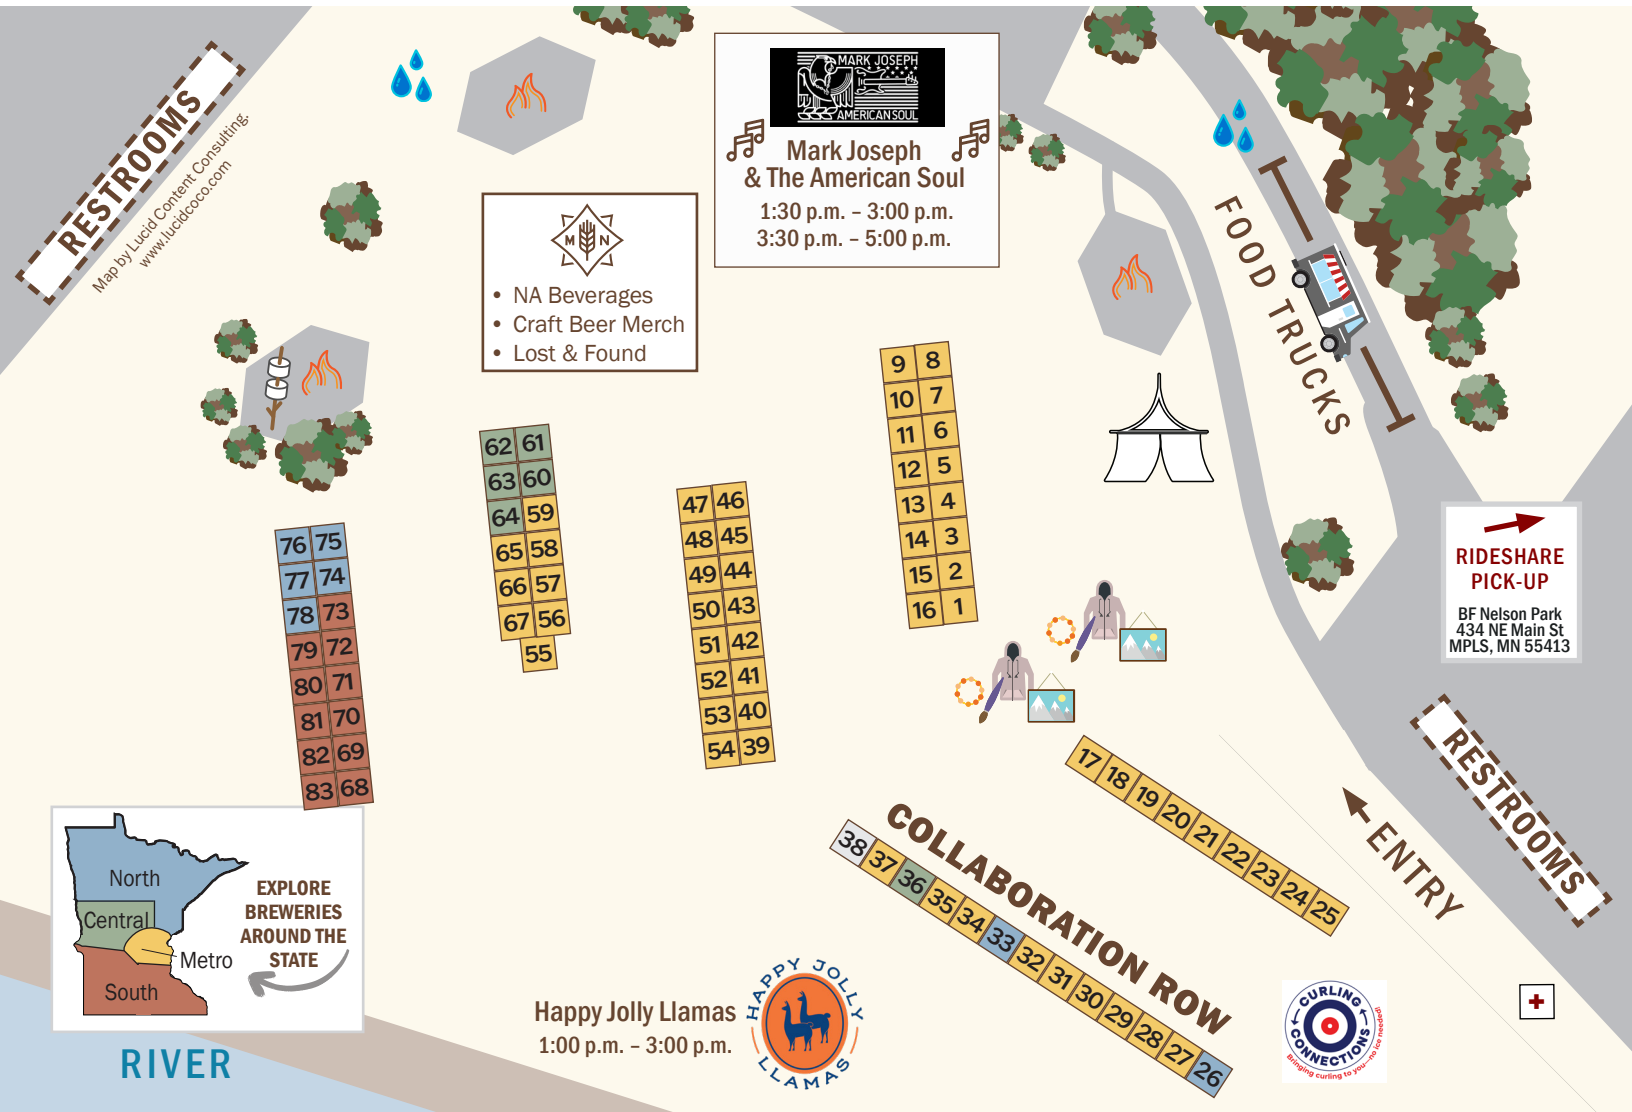 RESTROOMS
Map by Lucid Content Consulting.
www.lucidcoco.com
MARK JOSEPH
AMERICAN SOUL
Mark Joseph
& The American Soul
1:30 p.m. – 3:00 p.m.
3:30 p.m. – 5:00 p.m.
M N
• NA Beverages
• Craft Beer Merch
• Lost & Found
FOOD TRUCKS
9 8
10 7
11 6
12 5
13 4
14 3
15 2
16 1
62 61
63 60
64 59
65 58
66 57
67 56
55
47 46
48 45
49 44
50 43
51 42
52 41
53 40
54 39
76 75
77 74
78 73
79 72
80 71
81 70
82 69
83 68
RIDESHARE
PICK-UP
BF Nelson Park
434 NE Main St
MPLS, MN 55413
RESTROOMS
ENTRY
17 18 19 20 21 22 23 24 25
COLLABORATION ROW
38 37 36 35 34 33 32 31 30 29 28 27 26
North
Central
Metro
South
EXPLORE
BREWERIES
AROUND THE
STATE
RIVER
Happy Jolly Llamas
1:00 p.m. – 3:00 p.m.
HAPPY JOLLY
LLAMAS
CURLING
CONNECTIONS
Bringing curling to you—no ice needed!